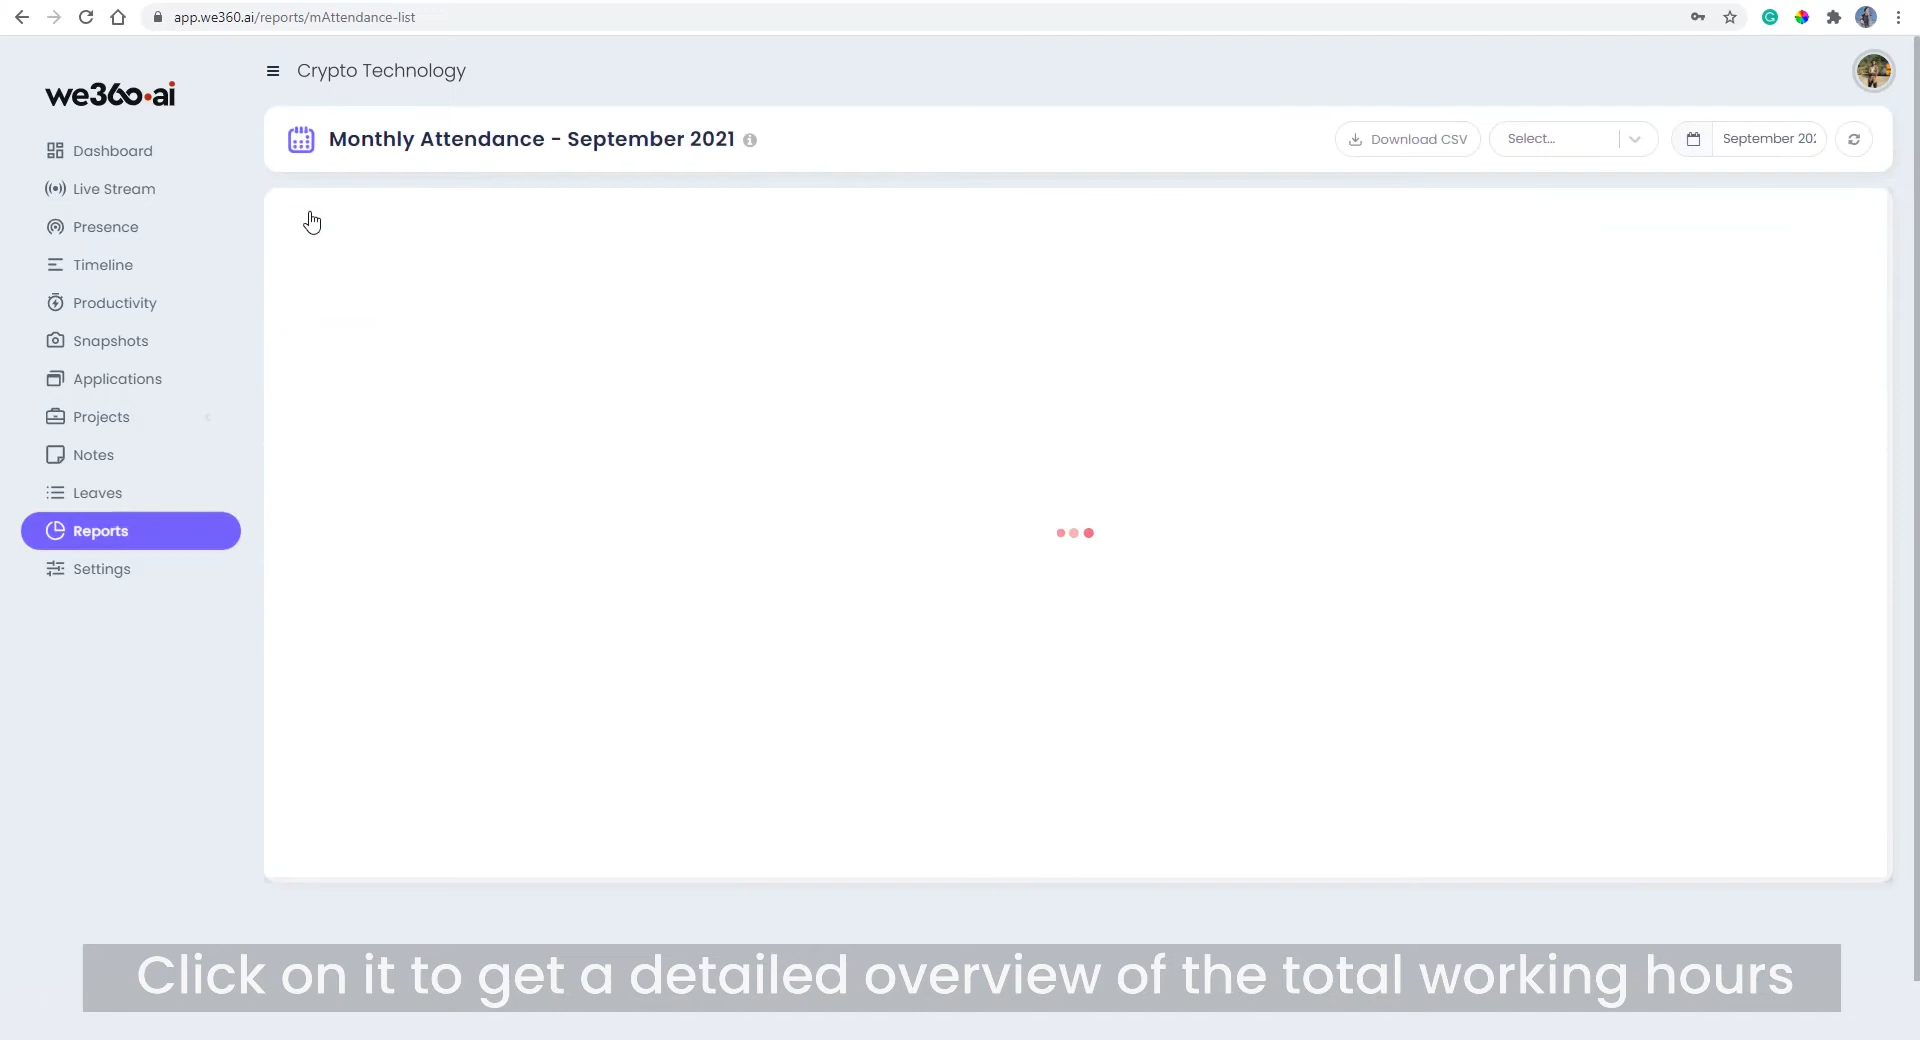 app.we360.ai/reports/mAttendance-list
we360.ai
Crypto Technology
Monthly Attendance - September 2021
Download CSV
Select...
September 202
Dashboard
Live Stream
Presence
Timeline
Productivity
Snapshots
Applications
Projects
Notes
Leaves
Reports
Settings
Click on it to get a detailed overview of the total working hours